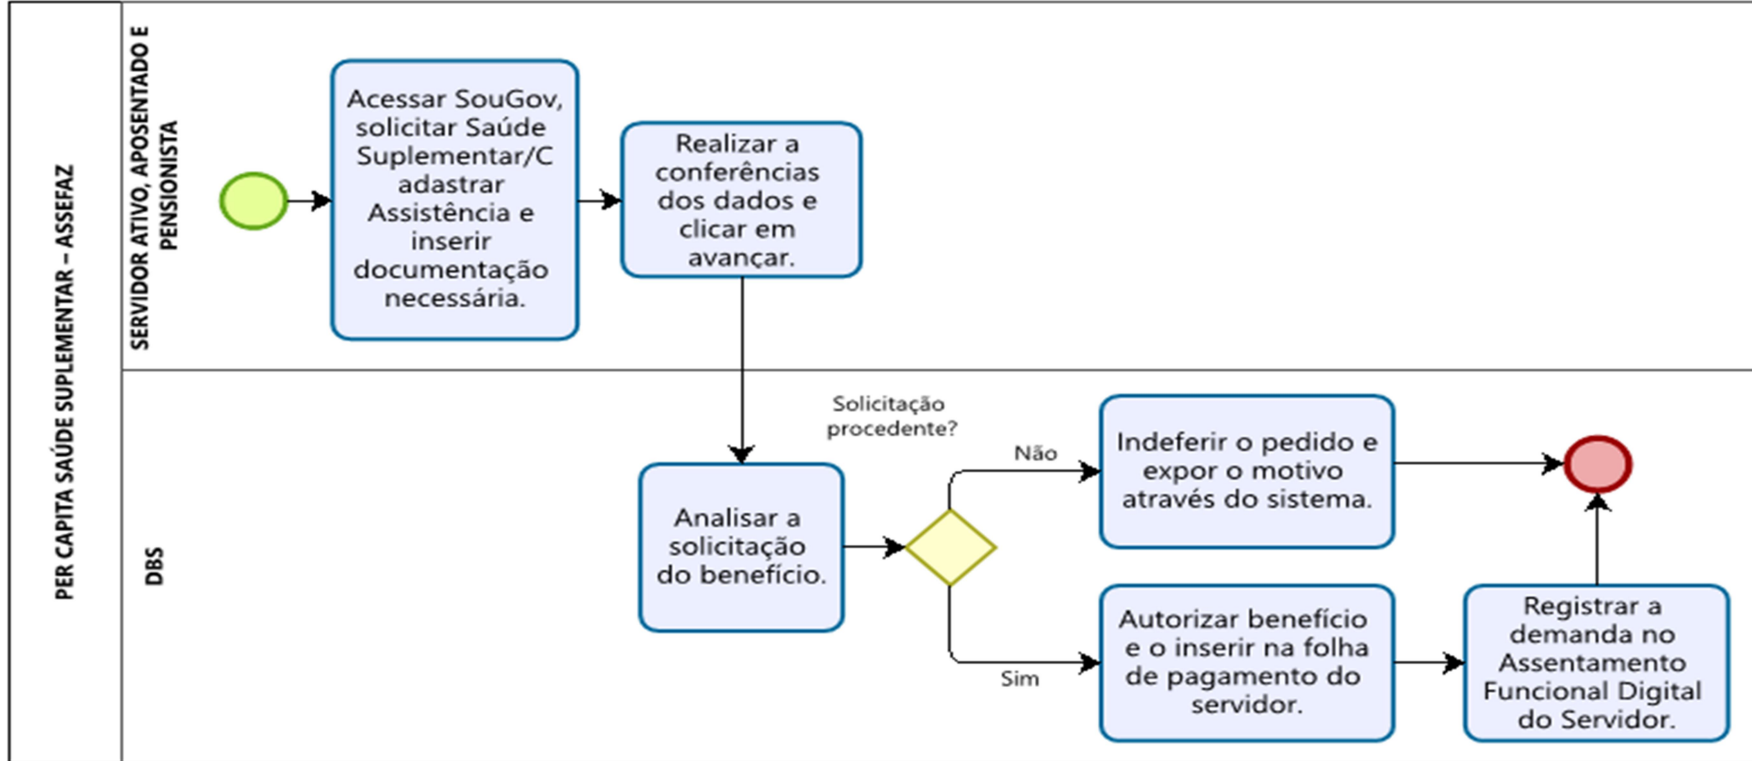 PER CAPITA SAÚDE SUPLEMENTAR – ASSEFAZ
SERVIDOR ATIVO, APOSENTADO E
PENSIONISTA
Acessar SouGov,
solicitar Saúde
Suplementar/C
adastrar
Assistência e
inserir
documentação
necessária.
Realizar a
conferências
dos dados e
clicar em
avançar.
DBS
Analisar a
solicitação
do benefício.
Solicitação
procedente?
Não
Indeferir o pedido e
expor o motivo
através do sistema.
Sim
Autorizar benefício
e o inserir na folha
de pagamento do
servidor.
Registrar a
demanda no
Assentamento
Funcional Digital
do Servidor.